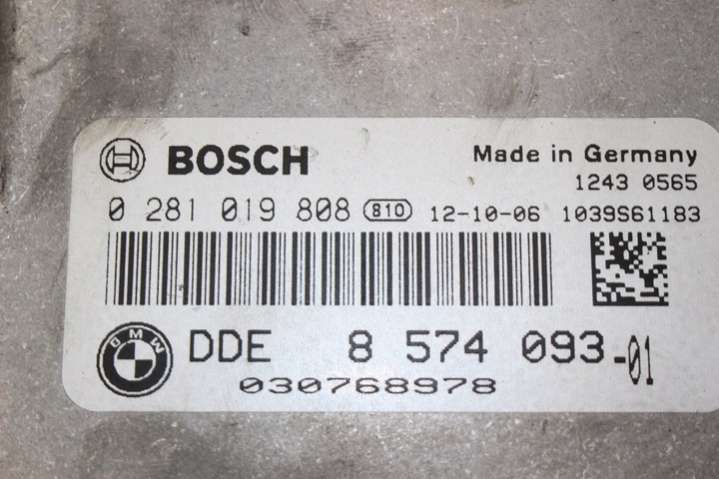 BOSCH Made in Germany
1243 0565
0 281 019 808 810 12-10-06 1039S61183
BMW DDE 8 574 093-01
030768978